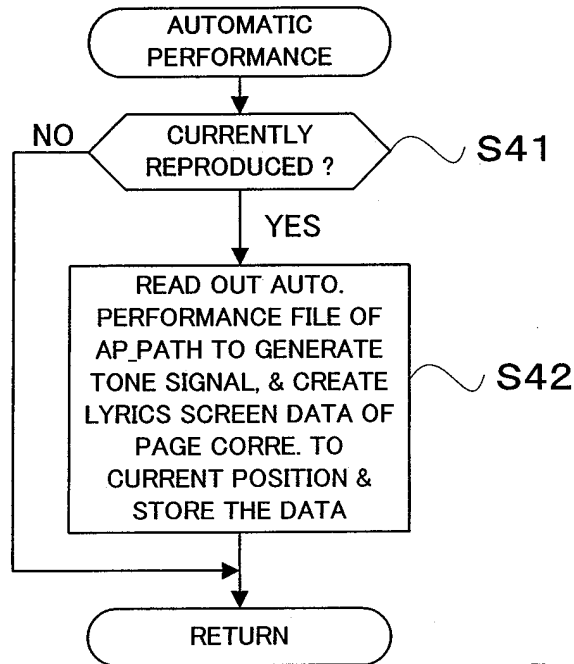 AUTOMATIC
PERFORMANCE
NO
CURRENTLY
REPRODUCED ?
S41
YES
READ OUT AUTO.
PERFORMANCE FILE OF
AP_PATH TO GENERATE
TONE SIGNAL, & CREATE
LYRICS SCREEN DATA OF
PAGE CORRE. TO
CURRENT POSITION &
STORE THE DATA
S42
RETURN